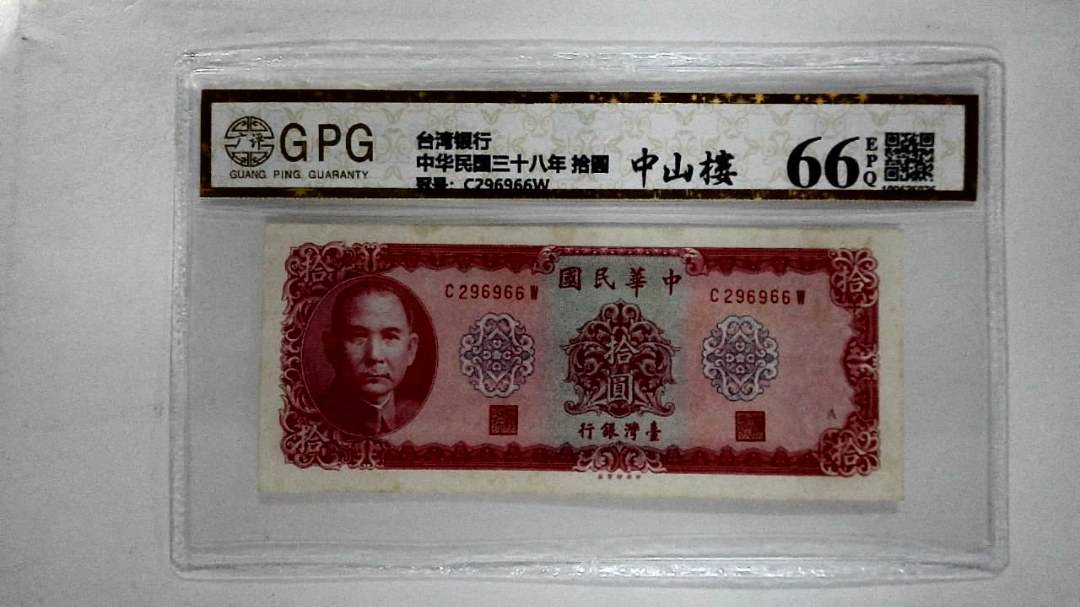 GPG
GUANG PING GUARANTY
台湾银行
中华民國三十八年 拾圓
冠号：C296966W
中山楼
66
EPQ
國民華中
C296966W
C296966W
拾
拾
拾
拾
拾圓
行銀灣臺
A